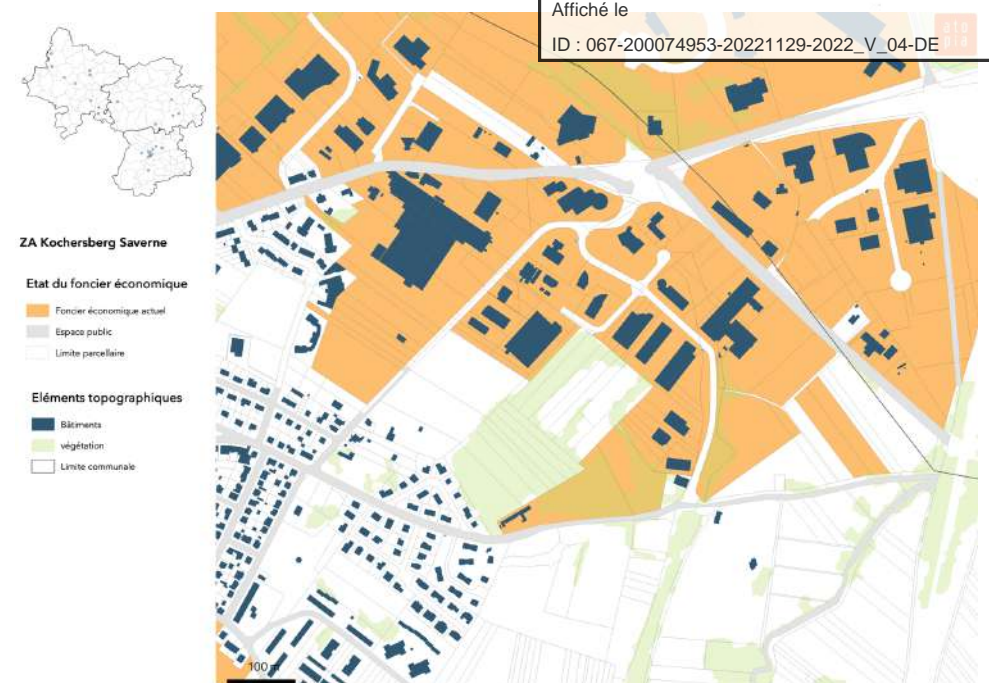 Affiché le
ID : 067-200074953-20221129-2022_V_04-DE
ZA Kochersberg Saverne
Etat du foncier économique
Foncier économique actuel
Espace public
Limite parcellaire
Eléments topographiques
Bâtiments
végétation
Limite communale
100 m